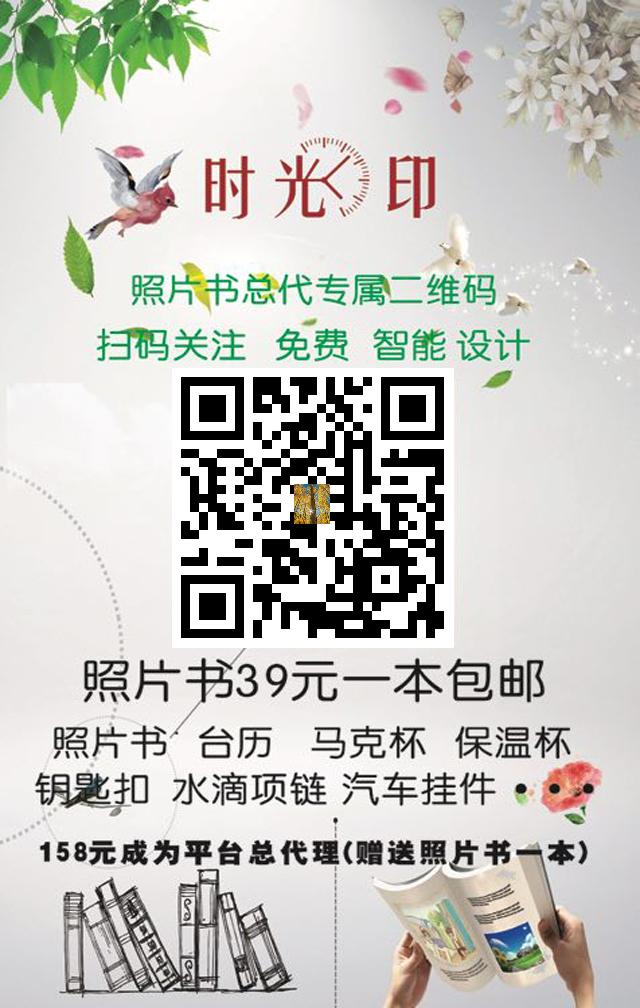 时光印
照片书总代专属二维码
扫码关注 免费 智能 设计
照片书39元一本包邮
照片书 台历 马克杯 保温杯
钥匙扣 水滴项链 汽车挂件
158元成为平台总代理(赠送照片书一本)